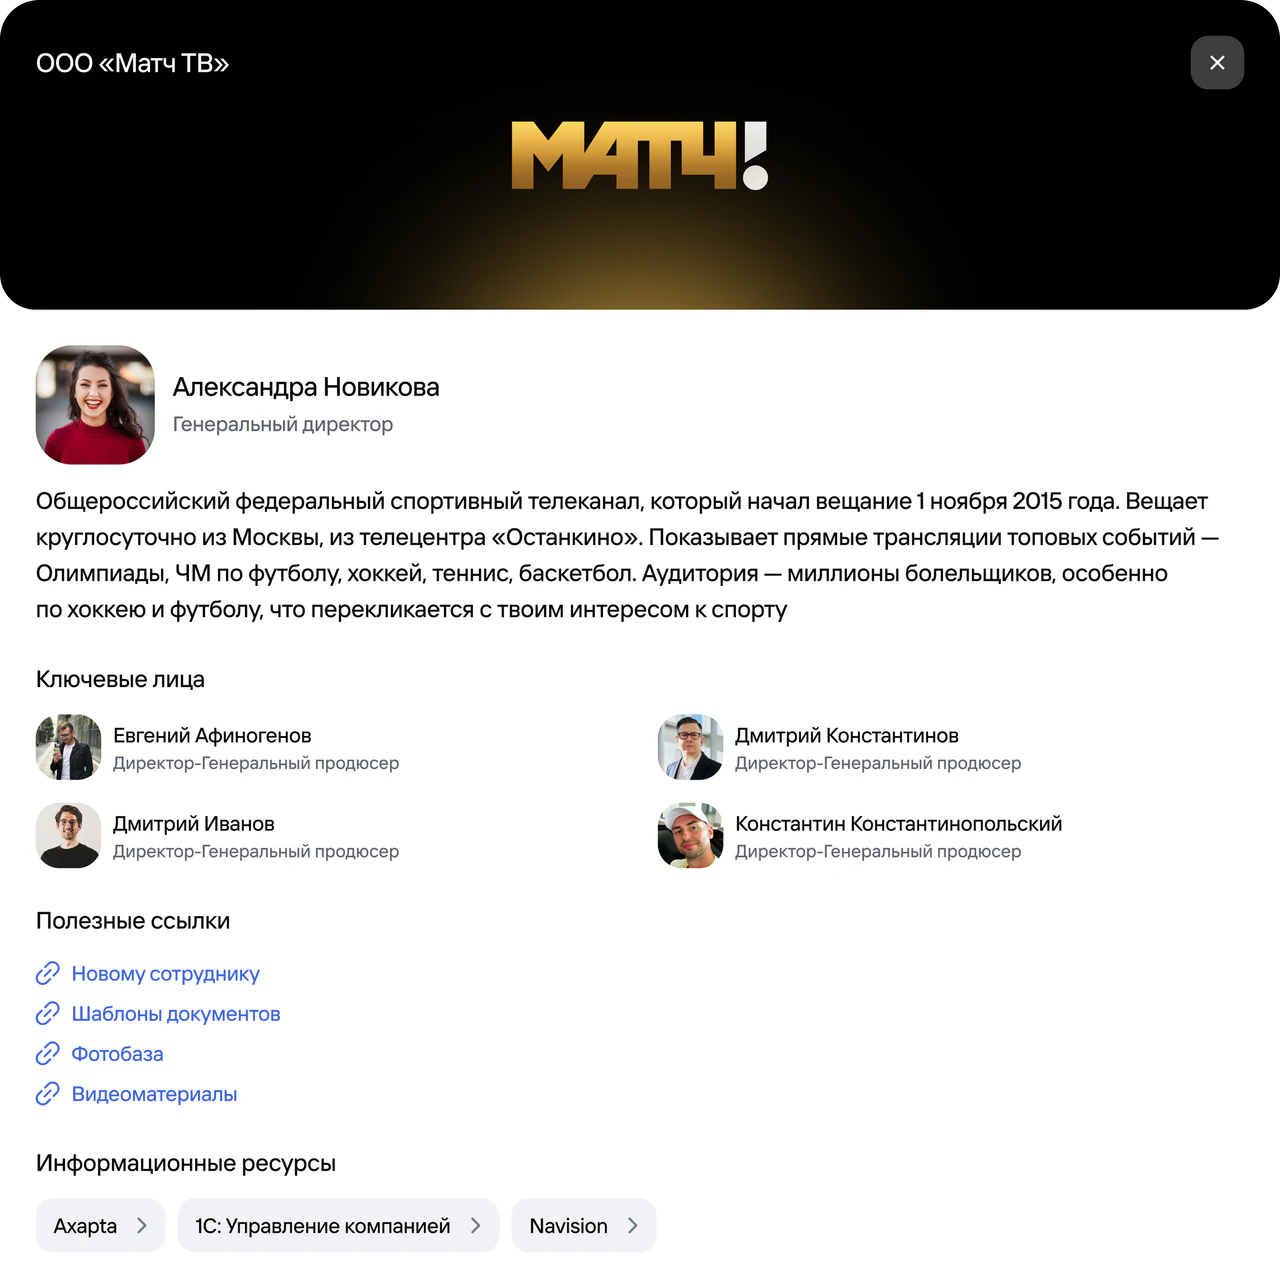 ООО «Матч ТВ»
МАТЧ!
Александра Новикова
Генеральный директор
Общероссийский федеральный спортивный телеканал, который начал вещание 1 ноября 2015 года. Вещает
круглосуточно из Москвы, из телецентра «Останкино». Показывает прямые трансляции топовых событий —
Олимпиады, ЧМ по футболу, хоккей, теннис, баскетбол. Аудитория — миллионы болельщиков, особенно
по хоккею и футболу, что перекликается с твоим интересом к спорту
Ключевые лица
Евгений Афиногенов
Директор-Генеральный продюсер
Дмитрий Константинов
Директор-Генеральный продюсер
Дмитрий Иванов
Директор-Генеральный продюсер
Константин Константинопольский
Директор-Генеральный продюсер
Полезные ссылки
Новому сотруднику
Шаблоны документов
Фотобаза
Видеоматериалы
Информационные ресурсы
Axapta
1С: Управление компанией
Navision